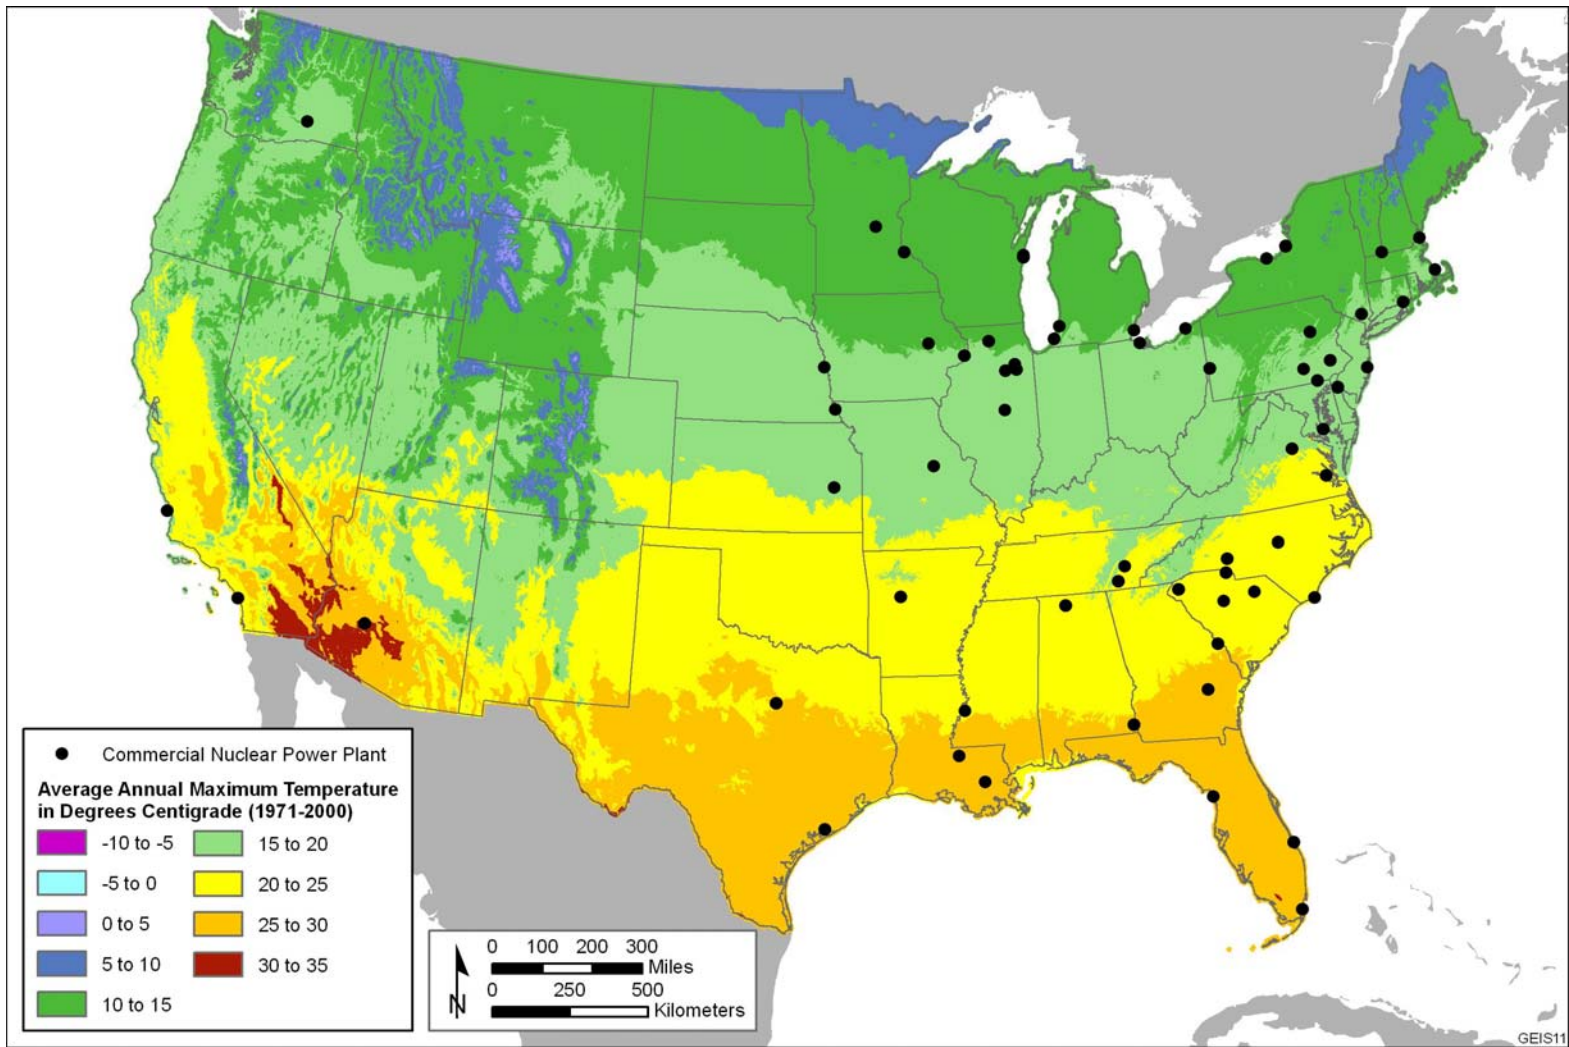 Commercial Nuclear Power Plant
Average Annual Maximum Temperature
in Degrees Centigrade (1971-2000)
-10 to -5
15 to 20
-5 to 0
20 to 25
0 to 5
25 to 30
5 to 10
30 to 35
10 to 15
N
0 100 200 300
Miles
0 250 500
Kilometers
GEIS11